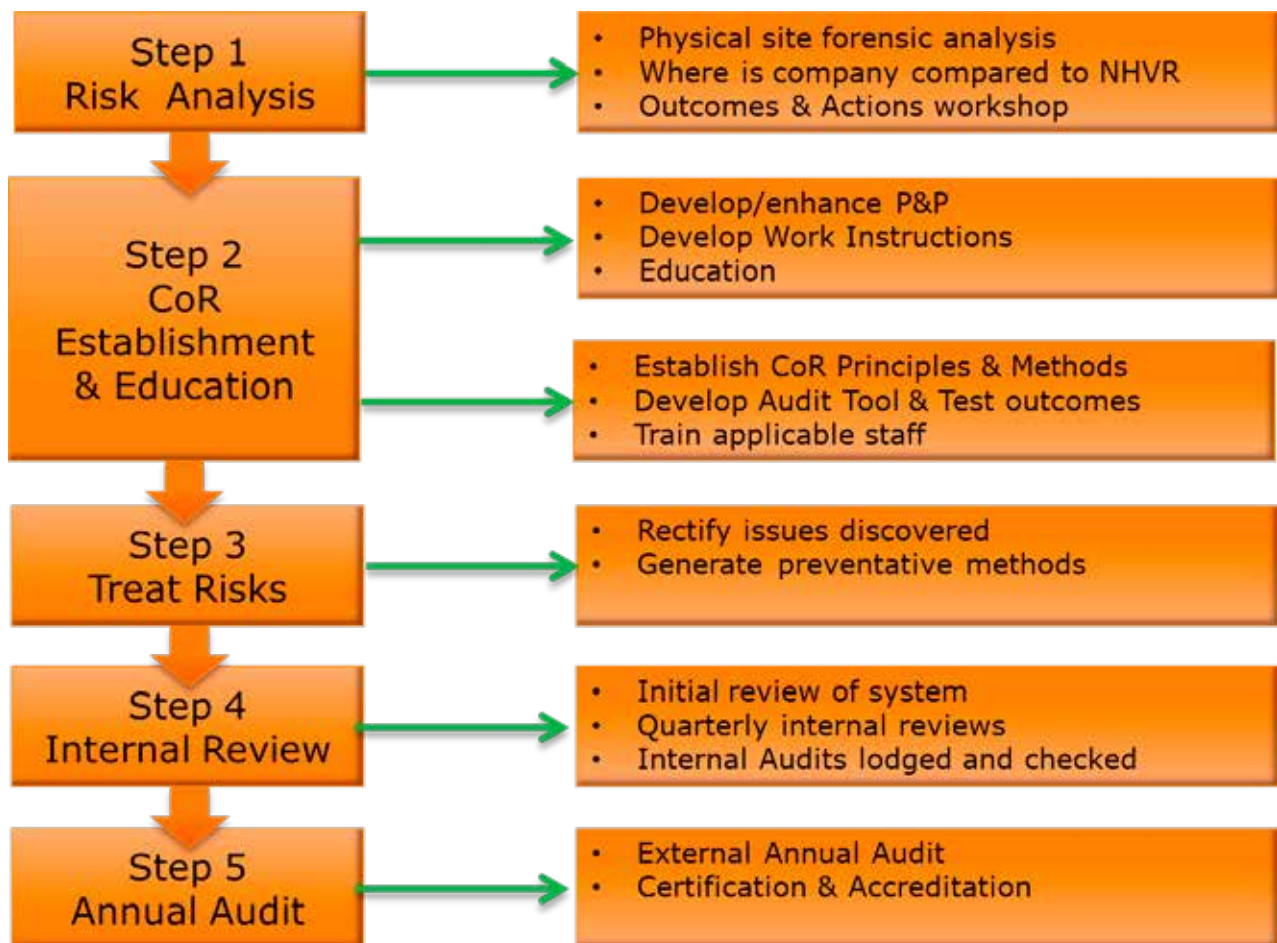 Step 1
Risk Analysis
• Physical site forensic analysis
• Where is company compared to NHVR
• Outcomes & Actions workshop
Step 2
CoR
Establishment
& Education
• Develop/enhance P&P
• Develop Work Instructions
• Education
• Establish CoR Principles & Methods
• Develop Audit Tool & Test outcomes
• Train applicable staff
Step 3
Treat Risks
• Rectify issues discovered
• Generate preventative methods
Step 4
Internal Review
• Initial review of system
• Quarterly internal reviews
• Internal Audits lodged and checked
Step 5
Annual Audit
• External Annual Audit
• Certification & Accreditation